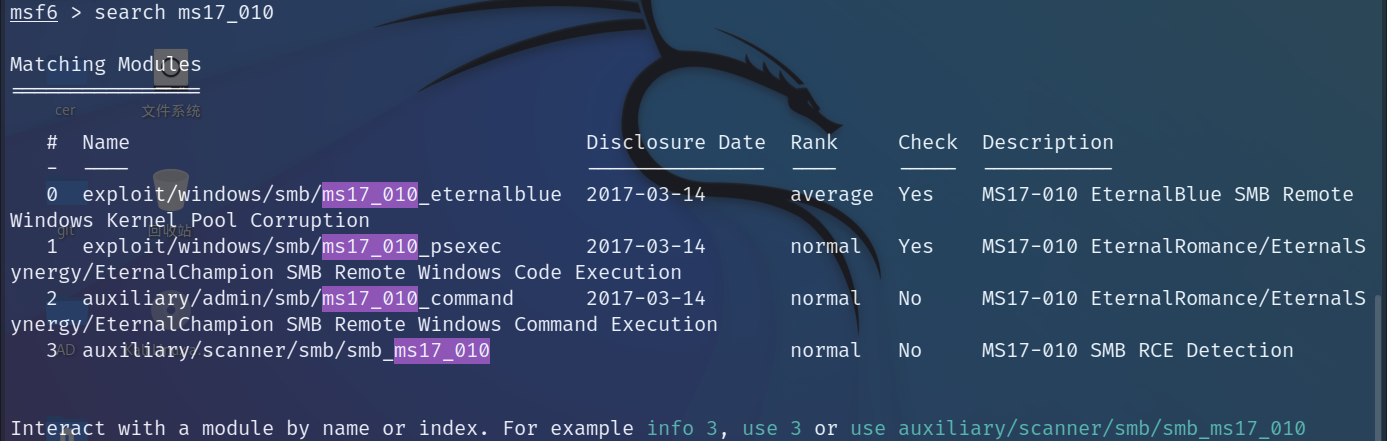 msf6 > search ms17_010
Matching Modules
================
cer 文件系统
# Name Disclosure Date Rank Check Description
- ---- --------------- ---- ----- -----------
0 exploit/windows/smb/ms17_010_eternalblue 2017-03-14 average Yes MS17-010 EternalBlue SMB Remote
Windows Kernel Pool Corruption
git 回收站
1 exploit/windows/smb/ms17_010_psexec 2017-03-14 normal Yes MS17-010 EternalRomance/EternalS
ynergy/EternalChampion SMB Remote Windows Code Execution
2 auxiliary/admin/smb/ms17_010_command 2017-03-14 normal No MS17-010 EternalRomance/EternalS
ynergy/EternalChampion SMB Remote Windows Command Execution
3 auxiliary/scanner/smb/smb_ms17_010 normal No MS17-010 SMB RCE Detection
AD
Interact with a module by name or index. For example info 3, use 3 or use auxiliary/scanner/smb/smb_ms17_010